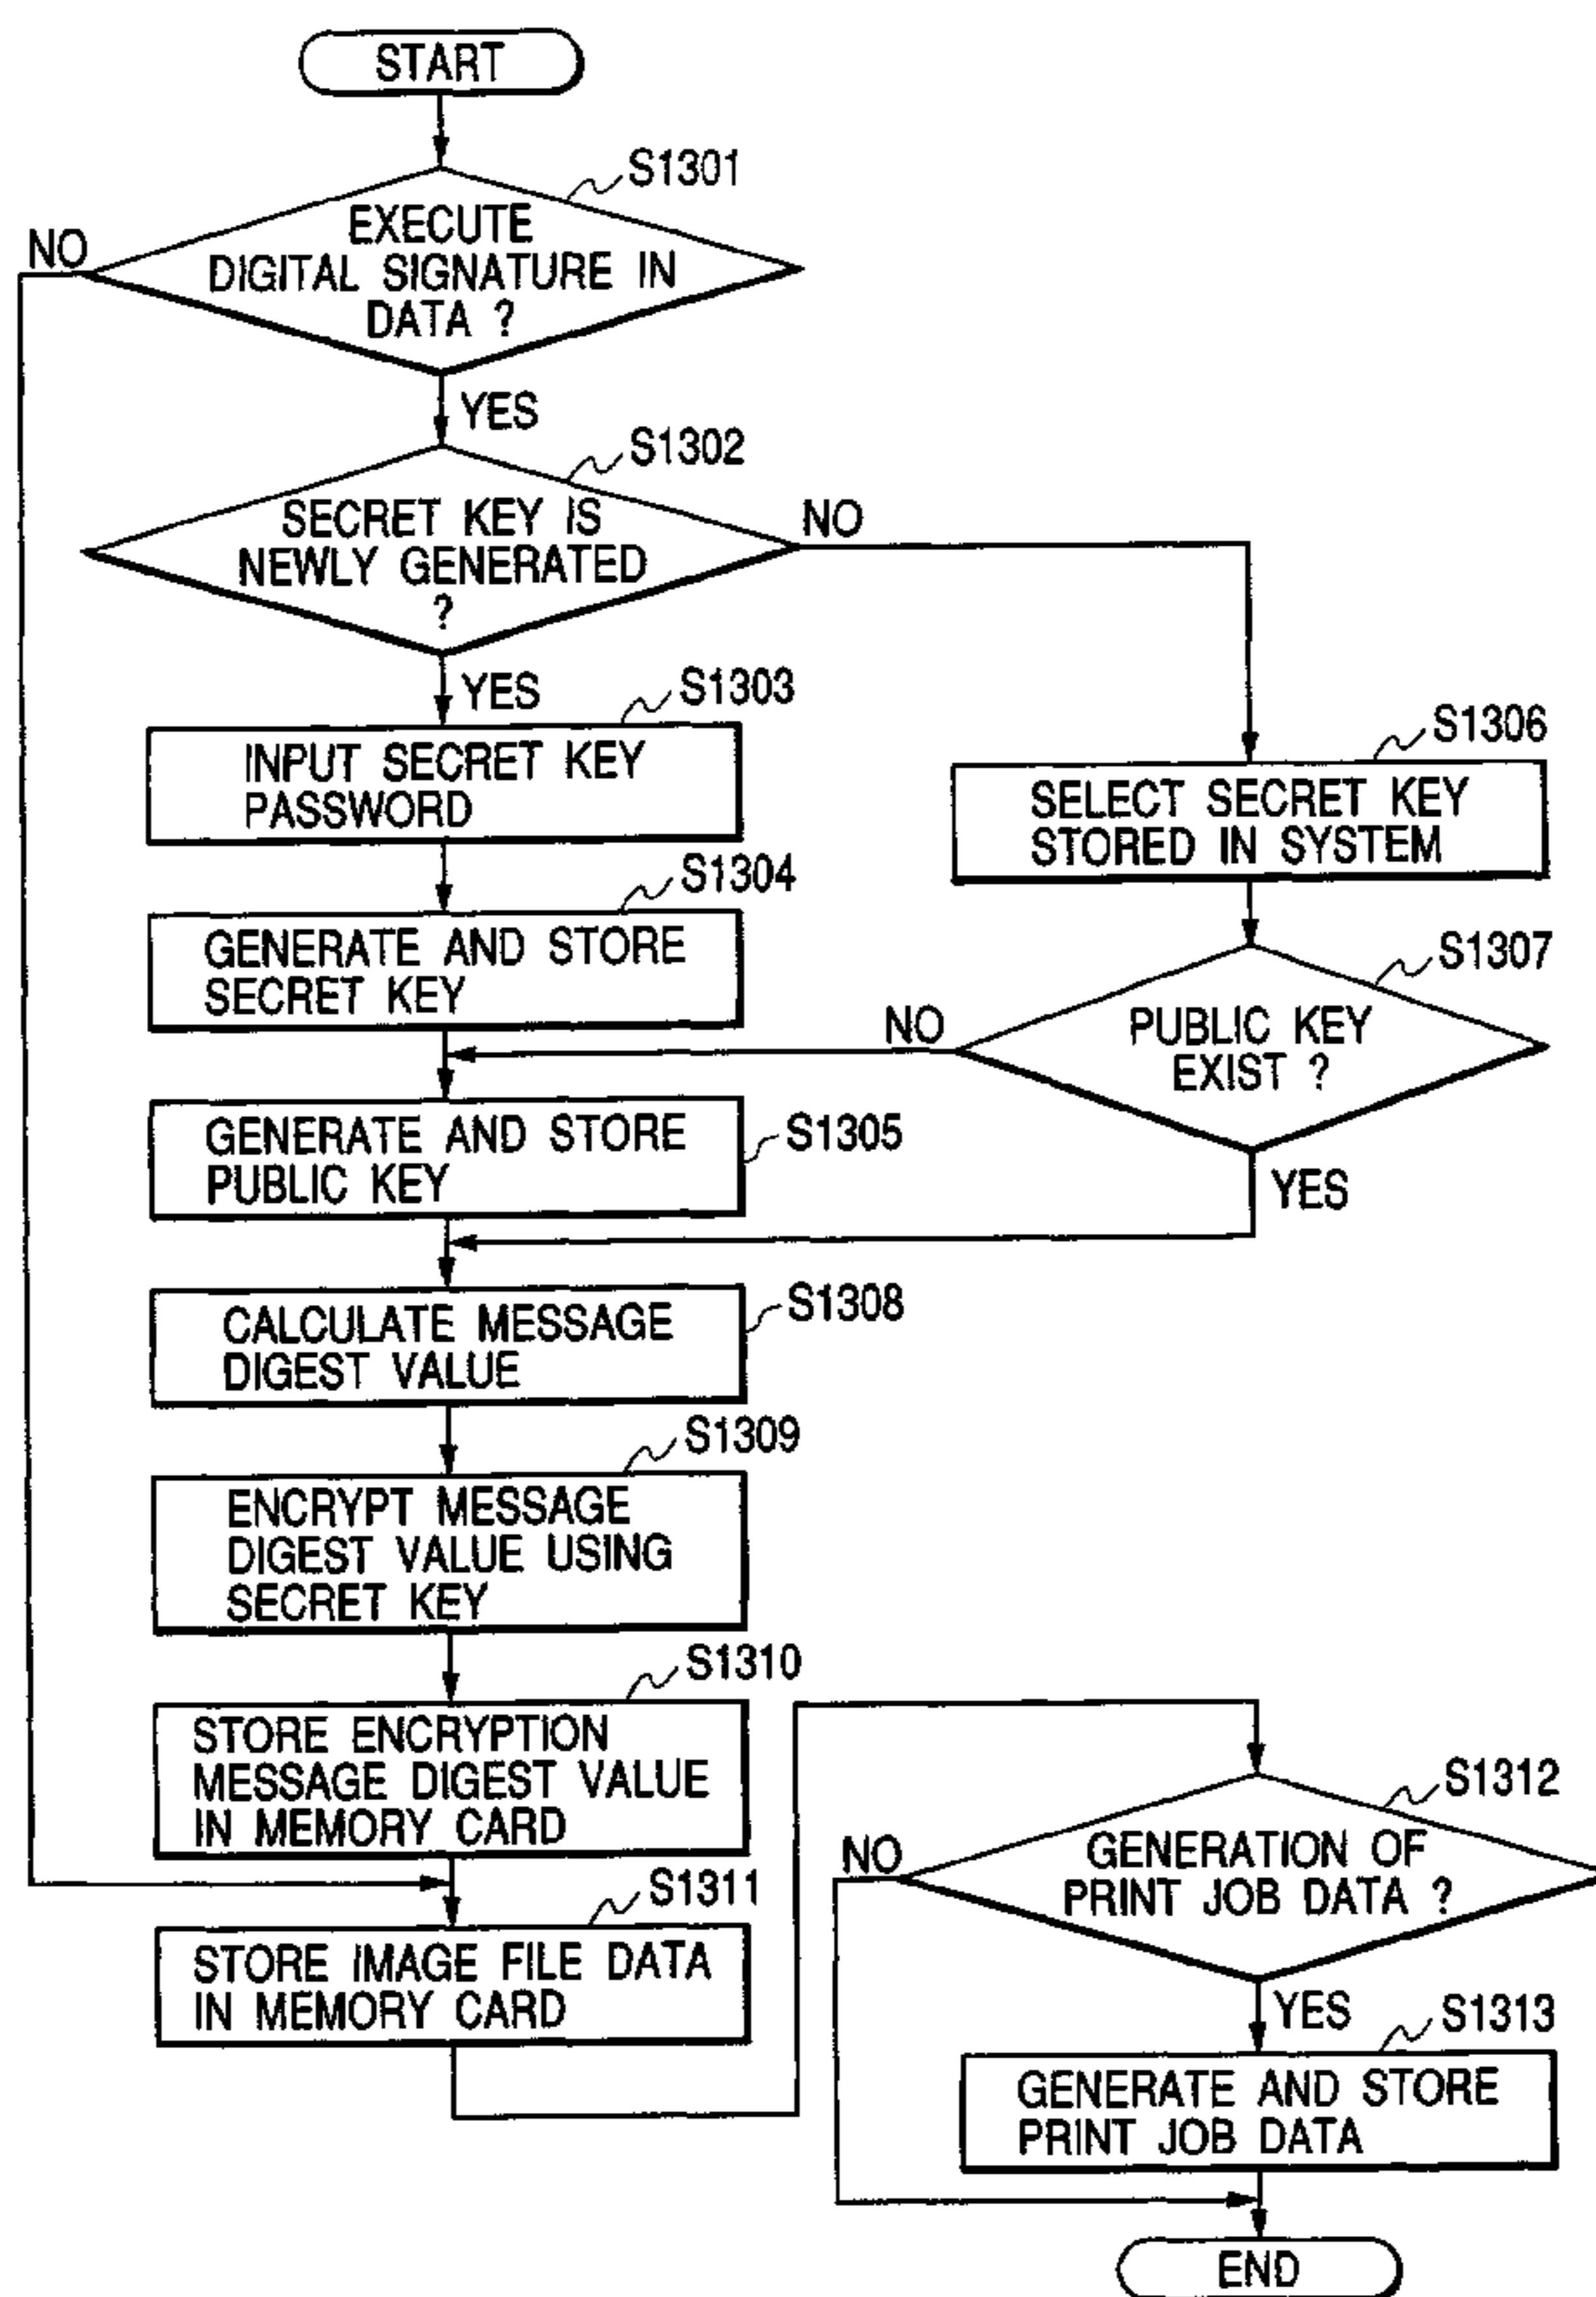 START
S1301
EXECUTE
DIGITAL SIGNATURE IN
DATA ?
NO
YES
S1302
SECRET KEY IS
NEWLY GENERATED
?
NO
YES
S1303
INPUT SECRET KEY
PASSWORD
S1306
SELECT SECRET KEY
STORED IN SYSTEM
S1304
GENERATE AND STORE
SECRET KEY
S1307
PUBLIC KEY
EXIST ?
NO
YES
S1305
GENERATE AND STORE
PUBLIC KEY
S1308
CALCULATE MESSAGE
DIGEST VALUE
S1309
ENCRYPT MESSAGE
DIGEST VALUE USING
SECRET KEY
S1310
STORE ENCRYPTION
MESSAGE DIGEST VALUE
IN MEMORY CARD
S1311
STORE IMAGE FILE DATA
IN MEMORY CARD
S1312
GENERATION OF
PRINT JOB DATA ?
NO
YES
S1313
GENERATE AND STORE
PRINT JOB DATA
END